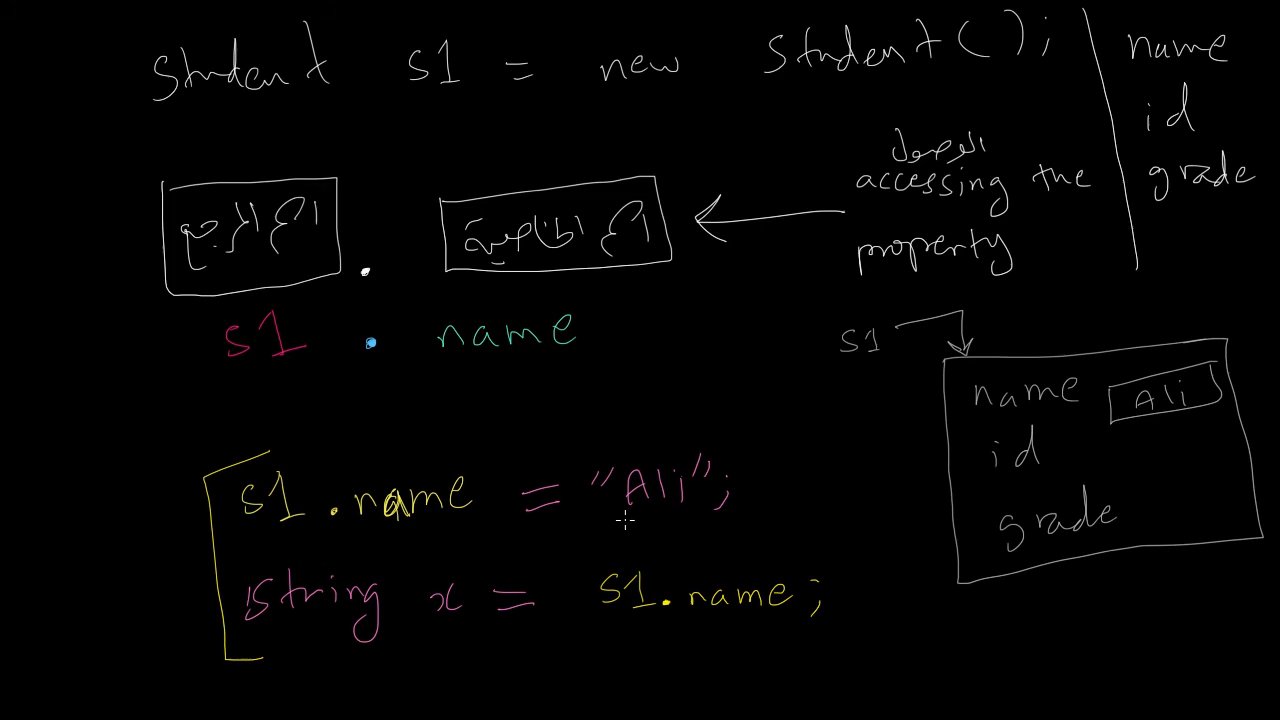 Student s1 = new Student();
name
id
grade
الوصول
accessing the
property
اسم المرجع . اسم الخاصية
s1 . name
s1
name Ali
id
grade
s1.name = "Ali";
String x = s1.name;